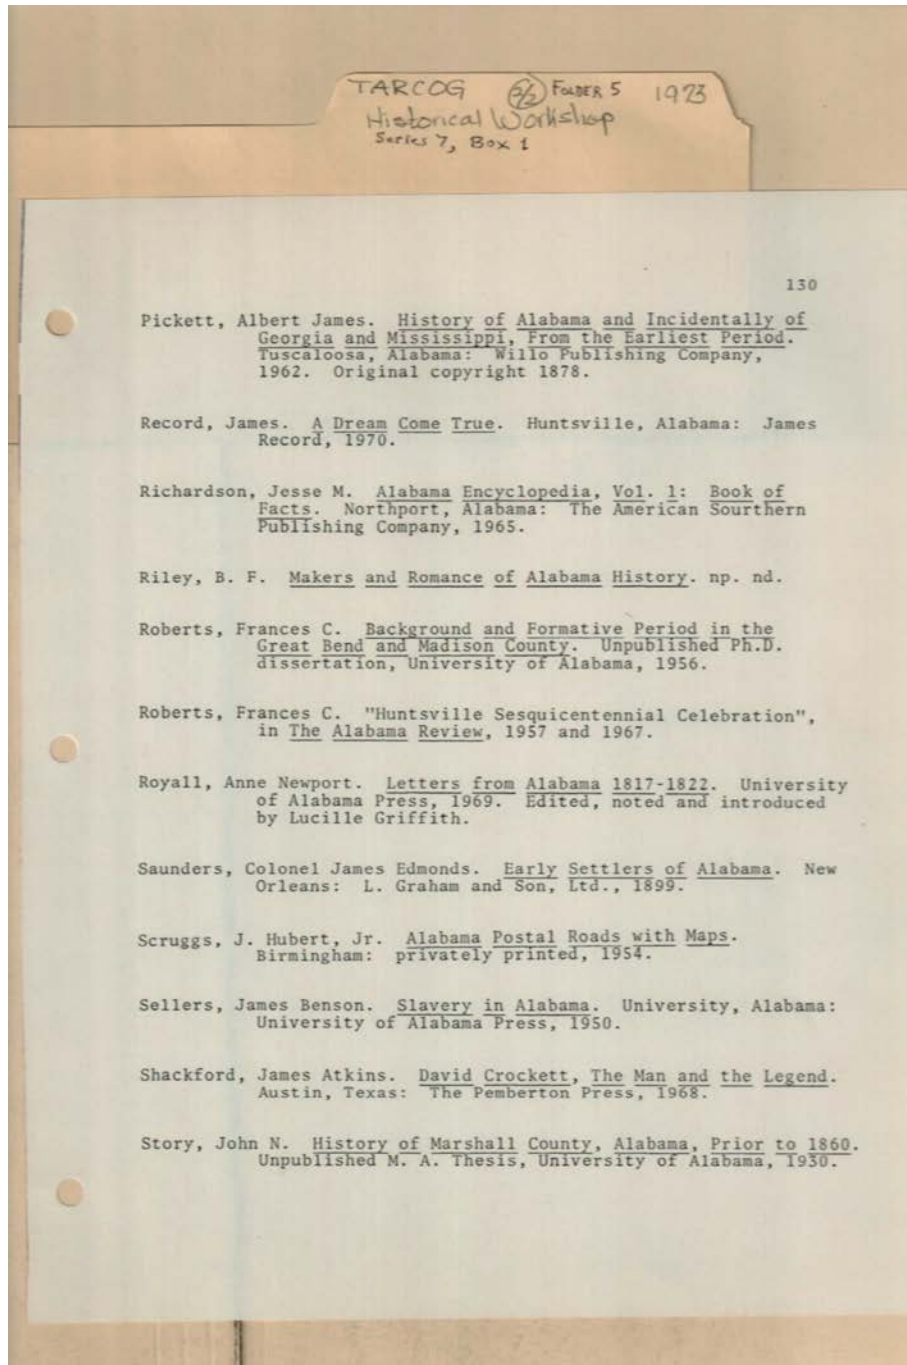 TARCOG 2/2 FOLDER 5 1973
Historical Workshop
Series 7, Box 1
130
Pickett, Albert James. History of Alabama and Incidentally of
Georgia and Mississippi, From the Earliest Period.
Tuscaloosa, Alabama: Willo Publishing Company,
1962. Original copyright 1878.
Record, James. A Dream Come True. Huntsville, Alabama: James
Record, 1970.
Richardson, Jesse M. Alabama Encyclopedia, Vol. 1: Book of
Facts. Northport, Alabama: The American Sourthern
Publishing Company, 1965.
Riley, B. F. Makers and Romance of Alabama History. np. nd.
Roberts, Frances C. Background and Formative Period in the
Great Bend and Madison County. Unpublished Ph.D.
dissertation, University of Alabama, 1956.
Roberts, Frances C. "Huntsville Sesquicentennial Celebration",
in The Alabama Review, 1957 and 1967.
Royall, Anne Newport. Letters from Alabama 1817-1822. University
of Alabama Press, 1969. Edited, noted and introduced
by Lucille Griffith.
Saunders, Colonel James Edmonds. Early Settlers of Alabama. New
Orleans: L. Graham and Son, Ltd., 1899.
Scruggs, J. Hubert, Jr. Alabama Postal Roads with Maps.
Birmingham: privately printed, 1954.
Sellers, James Benson. Slavery in Alabama. University, Alabama:
University of Alabama Press, 1950.
Shackford, James Atkins. David Crockett, The Man and the Legend.
Austin, Texas: The Pemberton Press, 1968.
Story, John N. History of Marshall County, Alabama, Prior to 1860.
Unpublished M. A. Thesis, University of Alabama, 1930.